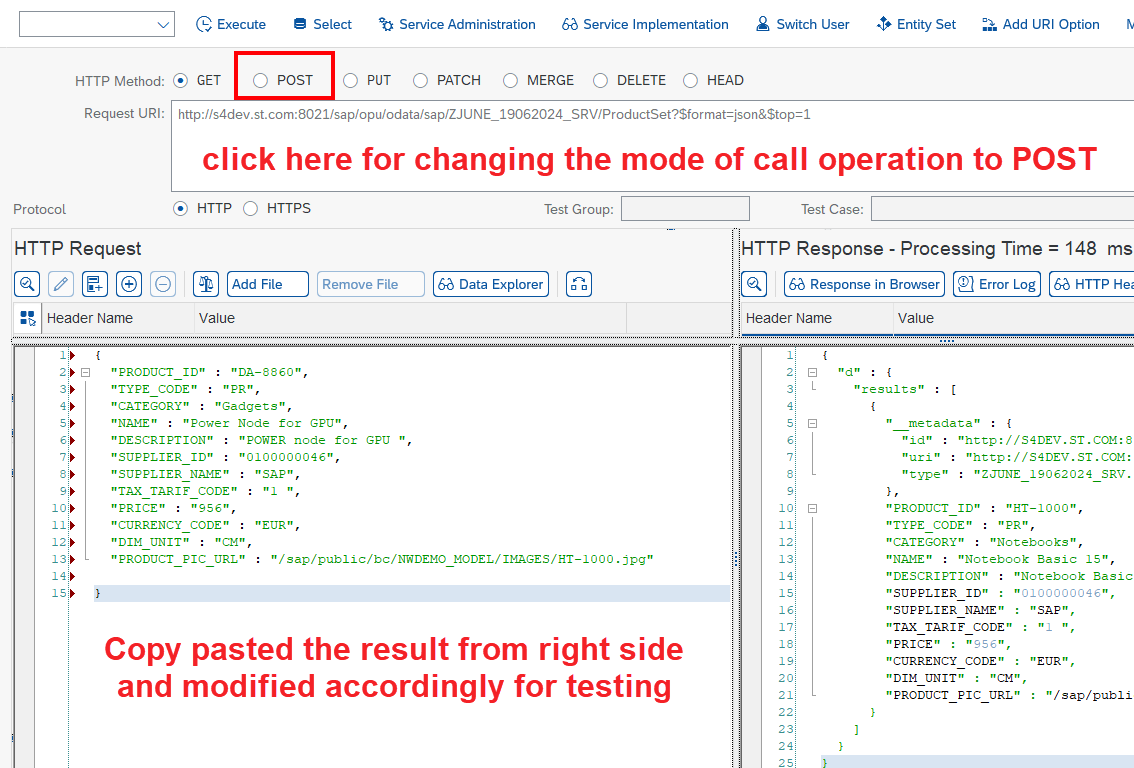 Execute Select Service Administration Service Implementation Switch User Entity Set Add URI Option
HTTP Method: GET POST PUT PATCH MERGE DELETE HEAD
Request URI: http://s4dev.st.com:8021/sap/opu/odata/sap/ZJUNE_19062024_SRV/ProductSet?$format=json&$top=1
click here for changing the mode of call operation to POST
Protocol HTTP HTTPS Test Group: Test Case:
HTTP Request
Add File Remove File Data Explorer
Header Name Value
1 {
2 "PRODUCT_ID" : "DA-8860",
3 "TYPE_CODE" : "PR",
4 "CATEGORY" : "Gadgets",
5 "NAME" : "Power Node for GPU",
6 "DESCRIPTION" : "POWER node for GPU ",
7 "SUPPLIER_ID" : "0100000046",
8 "SUPPLIER_NAME" : "SAP",
9 "TAX_TARIF_CODE" : "1 ",
10 "PRICE" : "956",
11 "CURRENCY_CODE" : "EUR",
12 "DIM_UNIT" : "CM",
13 "PRODUCT_PIC_URL" : "/sap/public/bc/NWDEMO_MODEL/IMAGES/HT-1000.jpg"
14
15 }
Copy pasted the result from right side
and modified accordingly for testing
HTTP Response - Processing Time = 148 ms
Response in Browser Error Log HTTP Hea
Header Name Value
1 {
2 "d" : {
3 "results" : [
4 {
5 "__metadata" : {
6 "id" : "http://S4DEV.ST.COM:8
7 "uri" : "http://S4DEV.ST.COM:
8 "type" : "ZJUNE_19062024_SRV.
9 },
10 "PRODUCT_ID" : "HT-1000",
11 "TYPE_CODE" : "PR",
12 "CATEGORY" : "Notebooks",
13 "NAME" : "Notebook Basic 15",
14 "DESCRIPTION" : "Notebook Basic
15 "SUPPLIER_ID" : "0100000046",
16 "SUPPLIER_NAME" : "SAP",
17 "TAX_TARIF_CODE" : "1 ",
18 "PRICE" : "956",
19 "CURRENCY_CODE" : "EUR",
20 "DIM_UNIT" : "CM",
21 "PRODUCT_PIC_URL" : "/sap/publi
22 }
23 ]
24 }
25 }